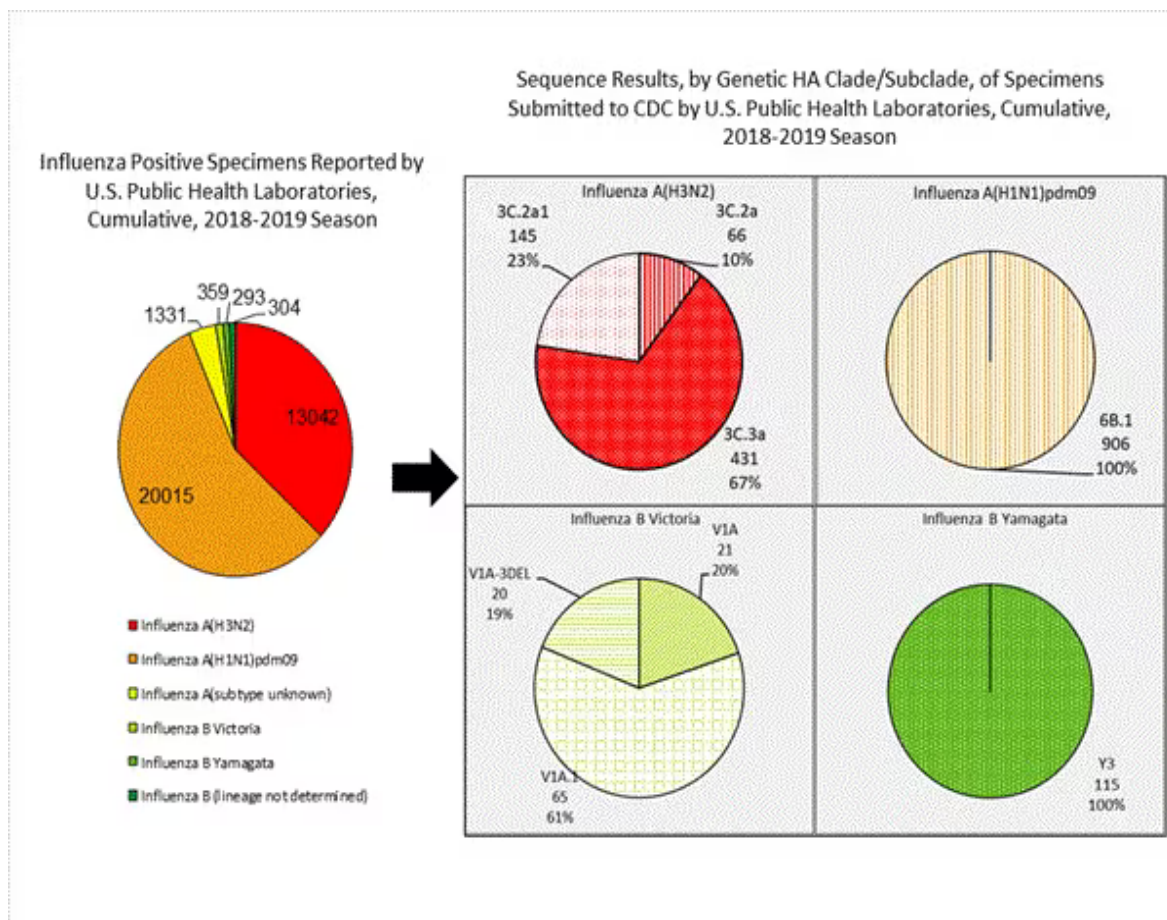 Sequence Results, by Genetic HA Clade/Subclade, of Specimens
Submitted to CDC by U.S. Public Health Laboratories, Cumulative,
2018-2019 Season
Influenza Positive Specimens Reported by
U.S. Public Health Laboratories,
Cumulative, 2018-2019 Season
1331
359
293
304
13042
20015
Influenza A(H3N2)
Influenza A(H1N1)pdm09
Influenza A(subtype unknown)
Influenza B Victoria
Influenza B Yamagata
Influenza B (lineage not determined)
Influenza A(H3N2)
3C.2a1
145
23%
3C.2a
66
10%
3C.3a
431
67%
Influenza A(H1N1)pdm09
6B.1
906
100%
Influenza B Victoria
V1A-3DEL
20
19%
V1A
21
20%
V1A.1
65
61%
Influenza B Yamagata
Y3
115
100%